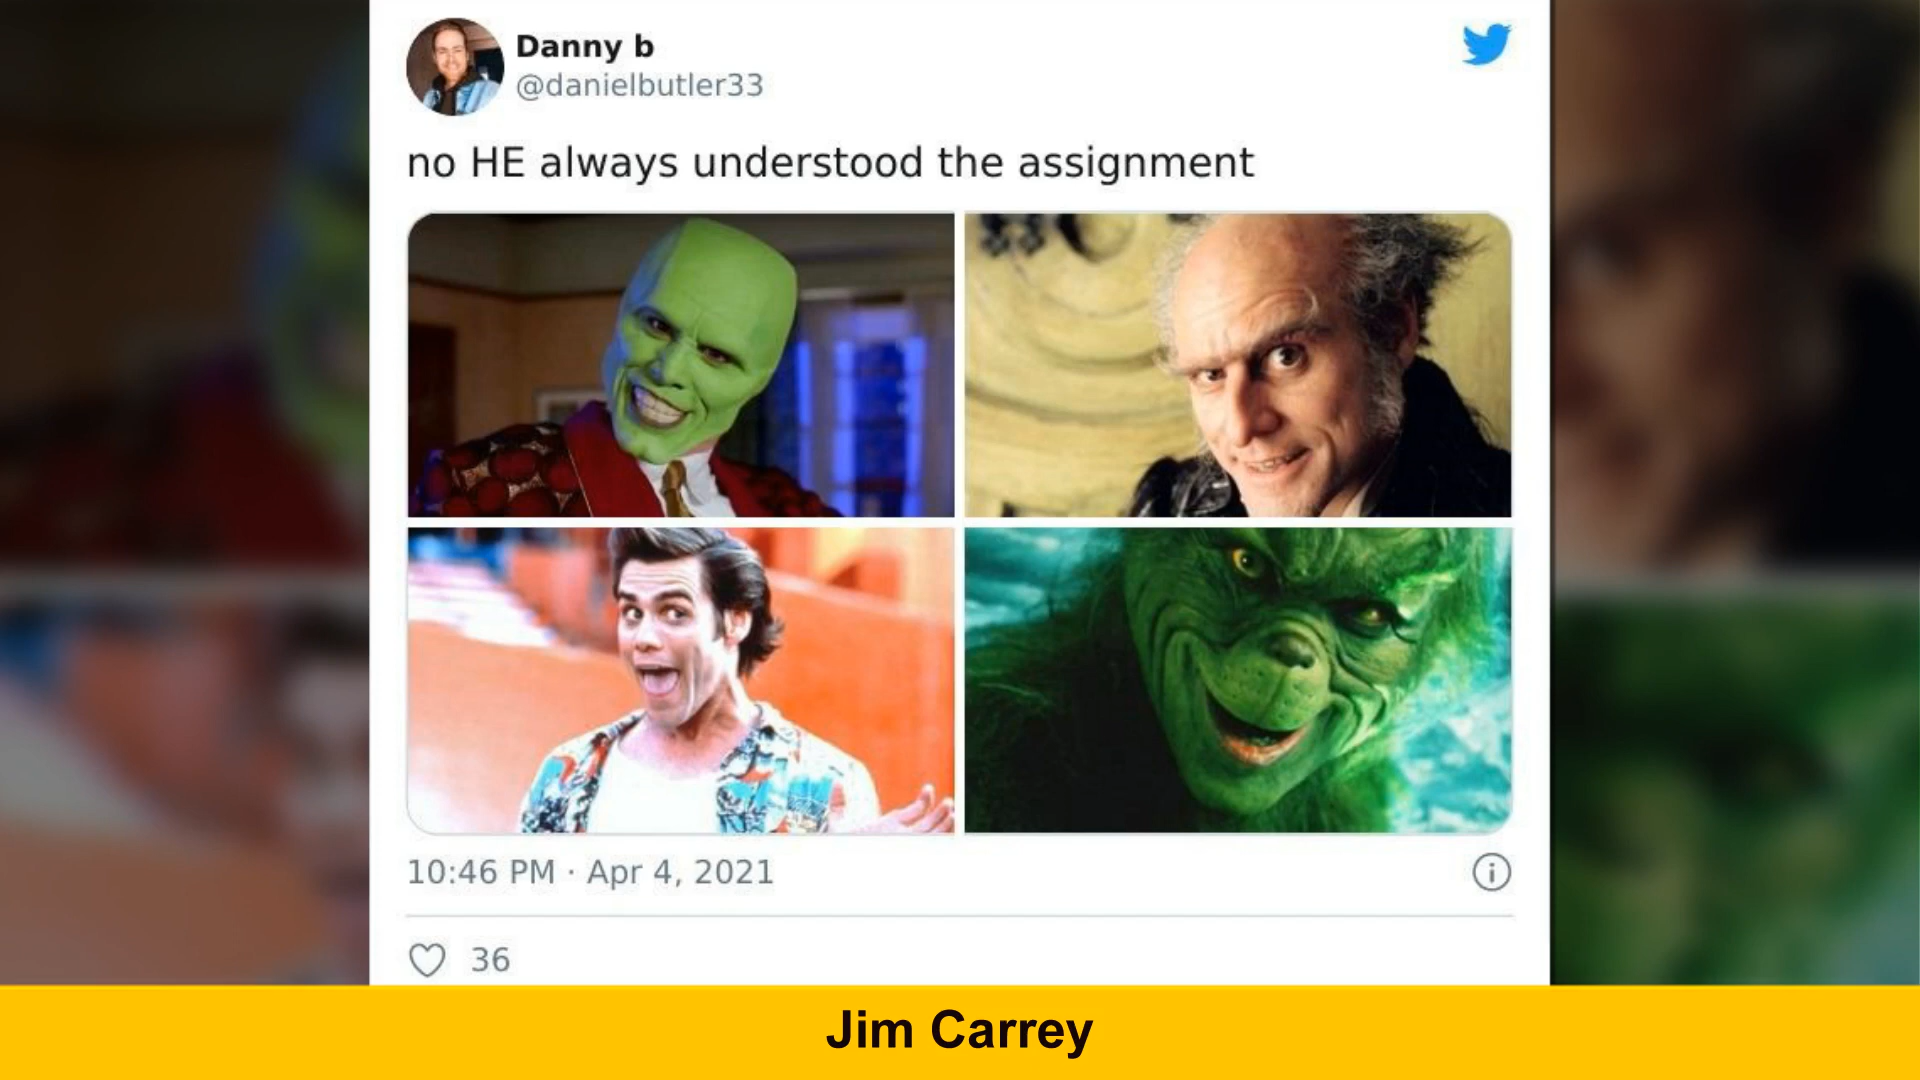 Danny b
@danielbutler33
no HE always understood the assignment
10:46 PM · Apr 4, 2021
36
Jim Carrey